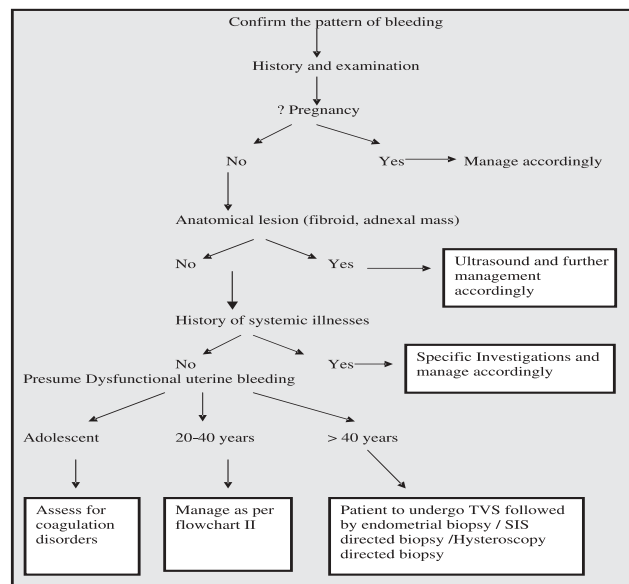 Confirm the pattern of bleeding
History and examination
? Pregnancy
No
Yes
Manage accordingly
Anatomical lesion (fibroid, adnexal mass)
No
Yes
Ultrasound and further
management
accordingly
History of systemic illnesses
No
Yes
Specific Investigations and
manage accordingly
Presume Dysfunctional uterine bleeding
Adolescent
20-40 years
> 40 years
Assess for
coagulation
disorders
Manage as per
flowchart II
Patient to undergo TVS followed
by endometrial biopsy / SIS
directed biopsy /Hysteroscopy
directed biopsy